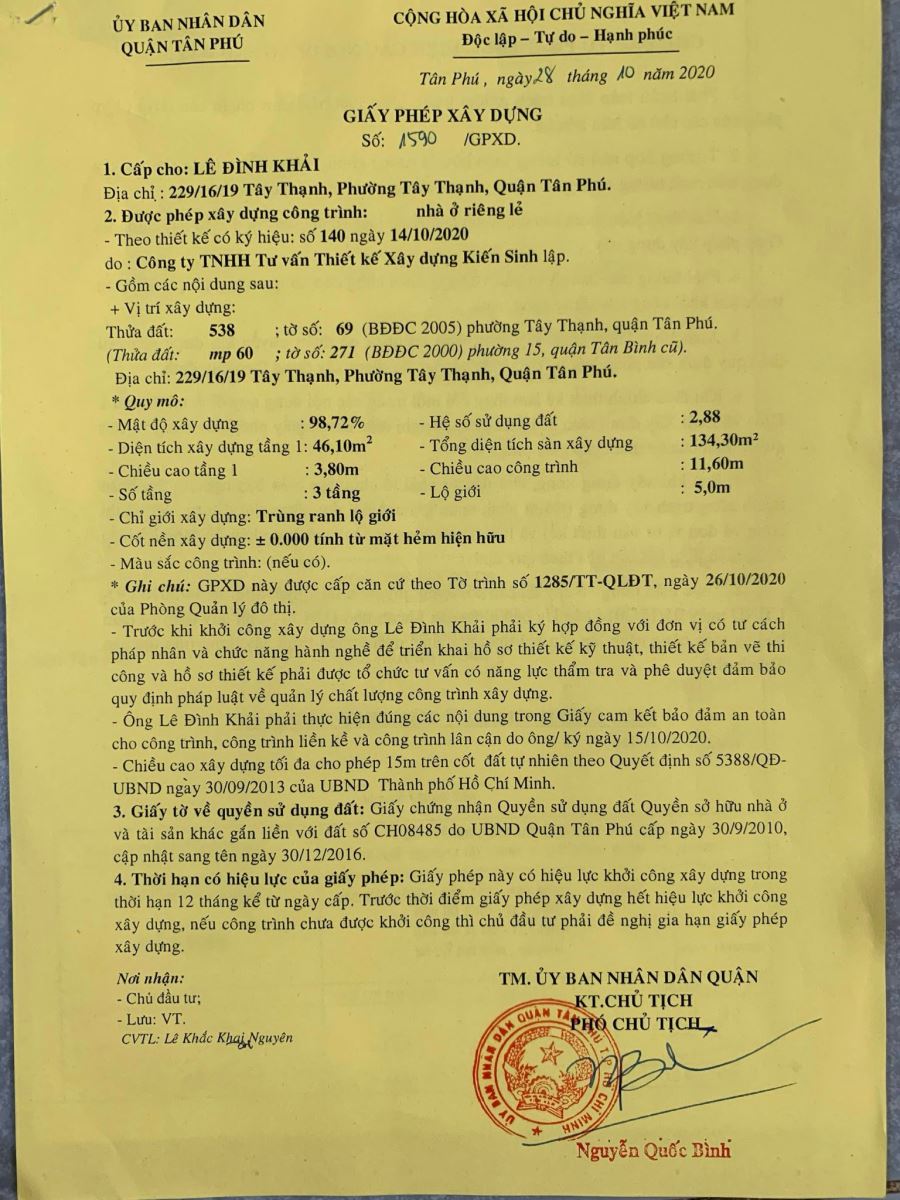 ỦY BAN NHÂN DÂN
QUẬN TÂN PHÚ
CỘNG HÒA XÃ HỘI CHỦ NGHĨA VIỆT NAM
Độc lập – Tự do – Hạnh phúc
Tân Phú , ngày 28 tháng 10 năm 2020
GIẤY PHÉP XÂY DỰNG
Số: 1590 /GPXD.
1. Cấp cho: LÊ ĐÌNH KHẢI
Địa chỉ : 229/16/19 Tây Thạnh, Phường Tây Thạnh, Quận Tân Phú.
2. Được phép xây dựng công trình: nhà ở riêng lẻ
- Theo thiết kế có ký hiệu: số 140 ngày 14/10/2020
do : Công ty TNHH Tư vấn Thiết kế Xây dựng Kiến Sinh lập.
- Gồm các nội dung sau:
+ Vị trí xây dựng:
Thửa đất: 538 ; tờ số: 69 (BĐĐC 2005) phường Tây Thạnh, quận Tân Phú.
(Thửa đất: mp 60 ; tờ số: 271 (BĐĐC 2000) phường 15, quận Tân Bình cũ).
Địa chỉ: 229/16/19 Tây Thạnh, Phường Tây Thạnh, Quận Tân Phú.
* Quy mô:
- Mật độ xây dựng : 98,72% - Hệ số sử dụng đất : 2,88
- Diện tích xây dựng tầng 1: 46,10m² - Tổng diện tích sàn xây dựng : 134,30m²
- Chiều cao tầng 1 : 3,80m - Chiều cao công trình : 11,60m
- Số tầng : 3 tầng - Lộ giới : 5,0m
- Chỉ giới xây dựng: Trùng ranh lộ giới
- Cốt nền xây dựng: ± 0.000 tính từ mặt hẻm hiện hữu
- Màu sắc công trình: (nếu có).
* Ghi chú: GPXD này được cấp căn cứ theo Tờ trình số 1285/TT-QLĐT, ngày 26/10/2020
của Phòng Quản lý đô thị.
- Trước khi khởi công xây dựng ông Lê Đình Khải phải ký hợp đồng với đơn vị có tư cách
pháp nhân và chức năng hành nghề để triển khai hồ sơ thiết kế kỹ thuật, thiết kế bản vẽ thi
công và hồ sơ thiết kế phải được tổ chức tư vấn có năng lực thẩm tra và phê duyệt đảm bảo
quy định pháp luật về quản lý chất lượng công trình xây dựng.
- Ông Lê Đình Khải phải thực hiện đúng các nội dung trong Giấy cam kết bảo đảm an toàn
cho công trình, công trình liền kề và công trình lân cận do ông/ ký ngày 15/10/2020.
- Chiều cao xây dựng tối đa cho phép 15m trên cốt đất tự nhiên theo Quyết định số 5388/QĐ-
UBND ngày 30/09/2013 của UBND Thành phố Hồ Chí Minh.
3. Giấy tờ về quyền sử dụng đất: Giấy chứng nhận Quyền sử dụng đất Quyền sở hữu nhà ở
và tài sản khác gắn liền với đất số CH08485 do UBND Quận Tân Phú cấp ngày 30/9/2010,
cập nhật sang tên ngày 30/12/2016.
4. Thời hạn có hiệu lực của giấy phép: Giấy phép này có hiệu lực khởi công xây dựng trong
thời hạn 12 tháng kể từ ngày cấp. Trước thời điểm giấy phép xây dựng hết hiệu lực khởi công
xây dựng, nếu công trình chưa được khởi công thì chủ đầu tư phải đề nghị gia hạn giấy phép
xây dựng.
Nơi nhận:
- Chủ đầu tư;
- Lưu: VT.
CVTL: Lê Khắc Khai Nguyên
TM. ỦY BAN NHÂN DÂN QUẬN
KT.CHỦ TỊCH
PHÓ CHỦ TỊCH
ỦY BAN NHÂN DÂN QUẬN TÂN PHÚ T.P HỒ CHÍ MINH
Nguyễn Quốc Bình